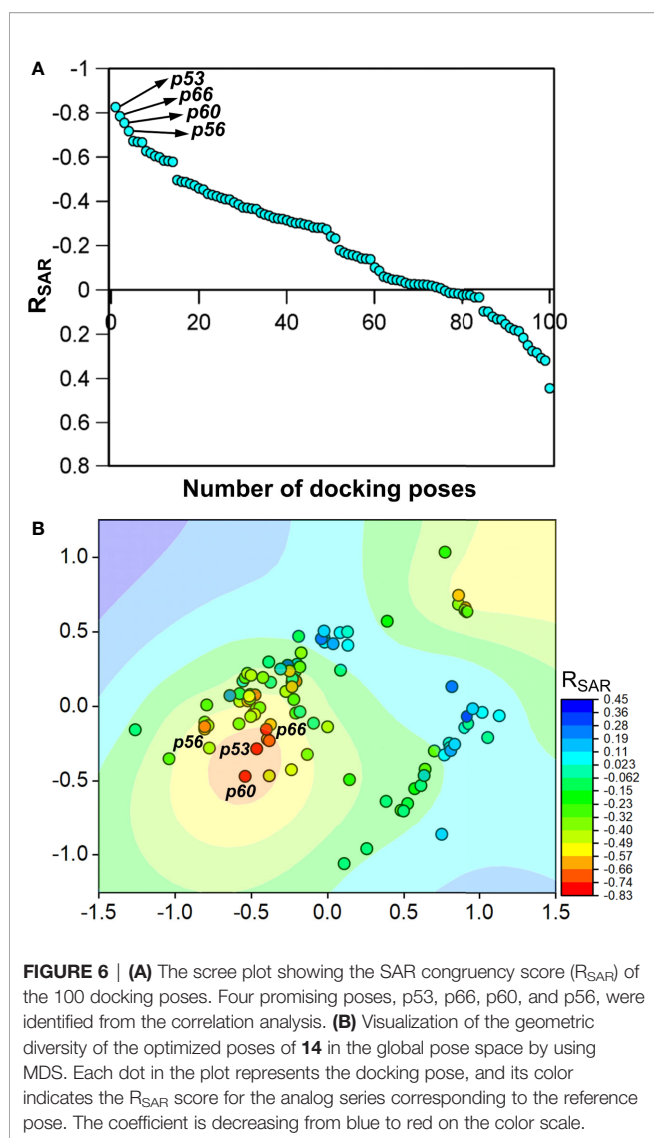 A
-1
-0.8
-0.6
-0.4
-0.2
0
0.2
0.4
0.6
0.8
R_SAR
p53
p66
p60
p56
0 20 40 60 80 100
Number of docking poses
B
1.0
0.5
0.0
-0.5
-1.0
p56
p53
p66
p60
-1.5 -1.0 -0.5 0.0 0.5 1.0 1.5
R_SAR
0.45
0.36
0.28
0.19
0.11
0.023
-0.062
-0.15
-0.23
-0.32
-0.40
-0.49
-0.57
-0.66
-0.74
-0.83
FIGURE 6 | (A) The scree plot showing the SAR congruency score (R_SAR) of
the 100 docking poses. Four promising poses, p53, p66, p60, and p56, were
identified from the correlation analysis. (B) Visualization of the geometric
diversity of the optimized poses of 14 in the global pose space by using
MDS. Each dot in the plot represents the docking pose, and its color
indicates the R_SAR score for the analog series corresponding to the reference
pose. The coefficient is decreasing from blue to red on the color scale.